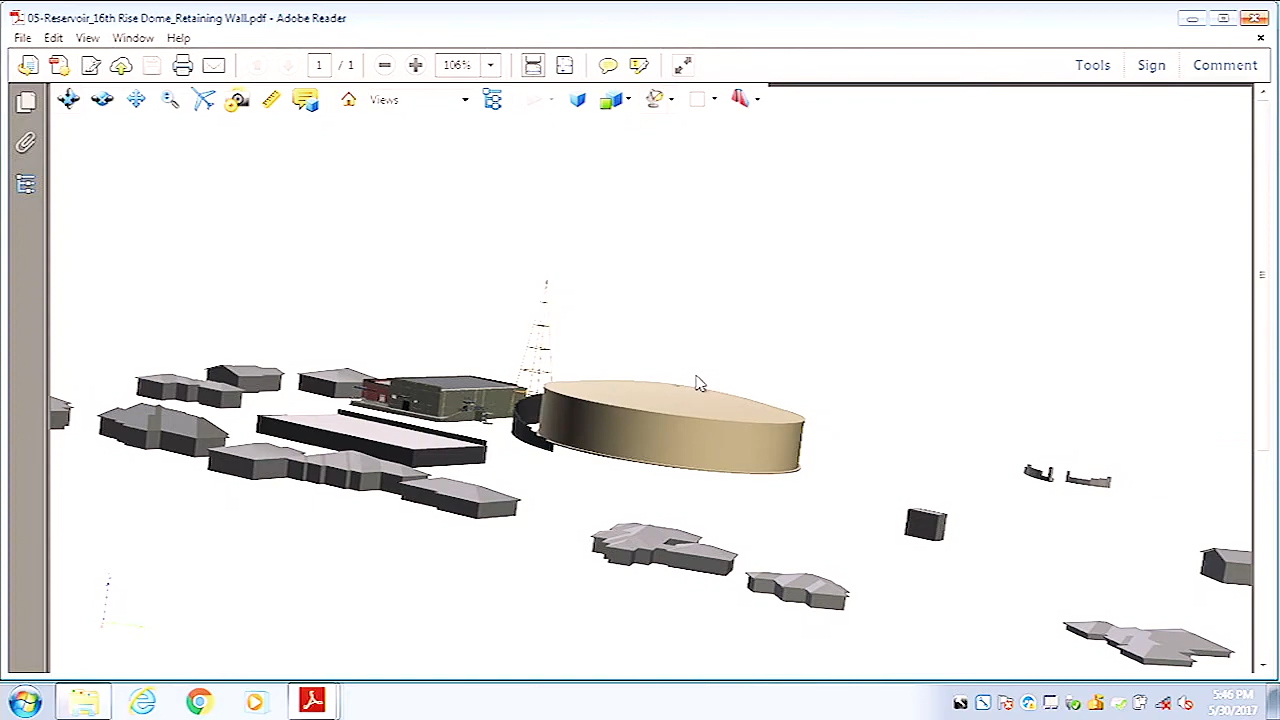 05-Reservoir_16th Rise Dome_Retaining Wall.pdf - Adobe Reader
File Edit View Window Help
1 / 1 106% Tools Sign Comment
Views
5:46 PM
5/30/2017